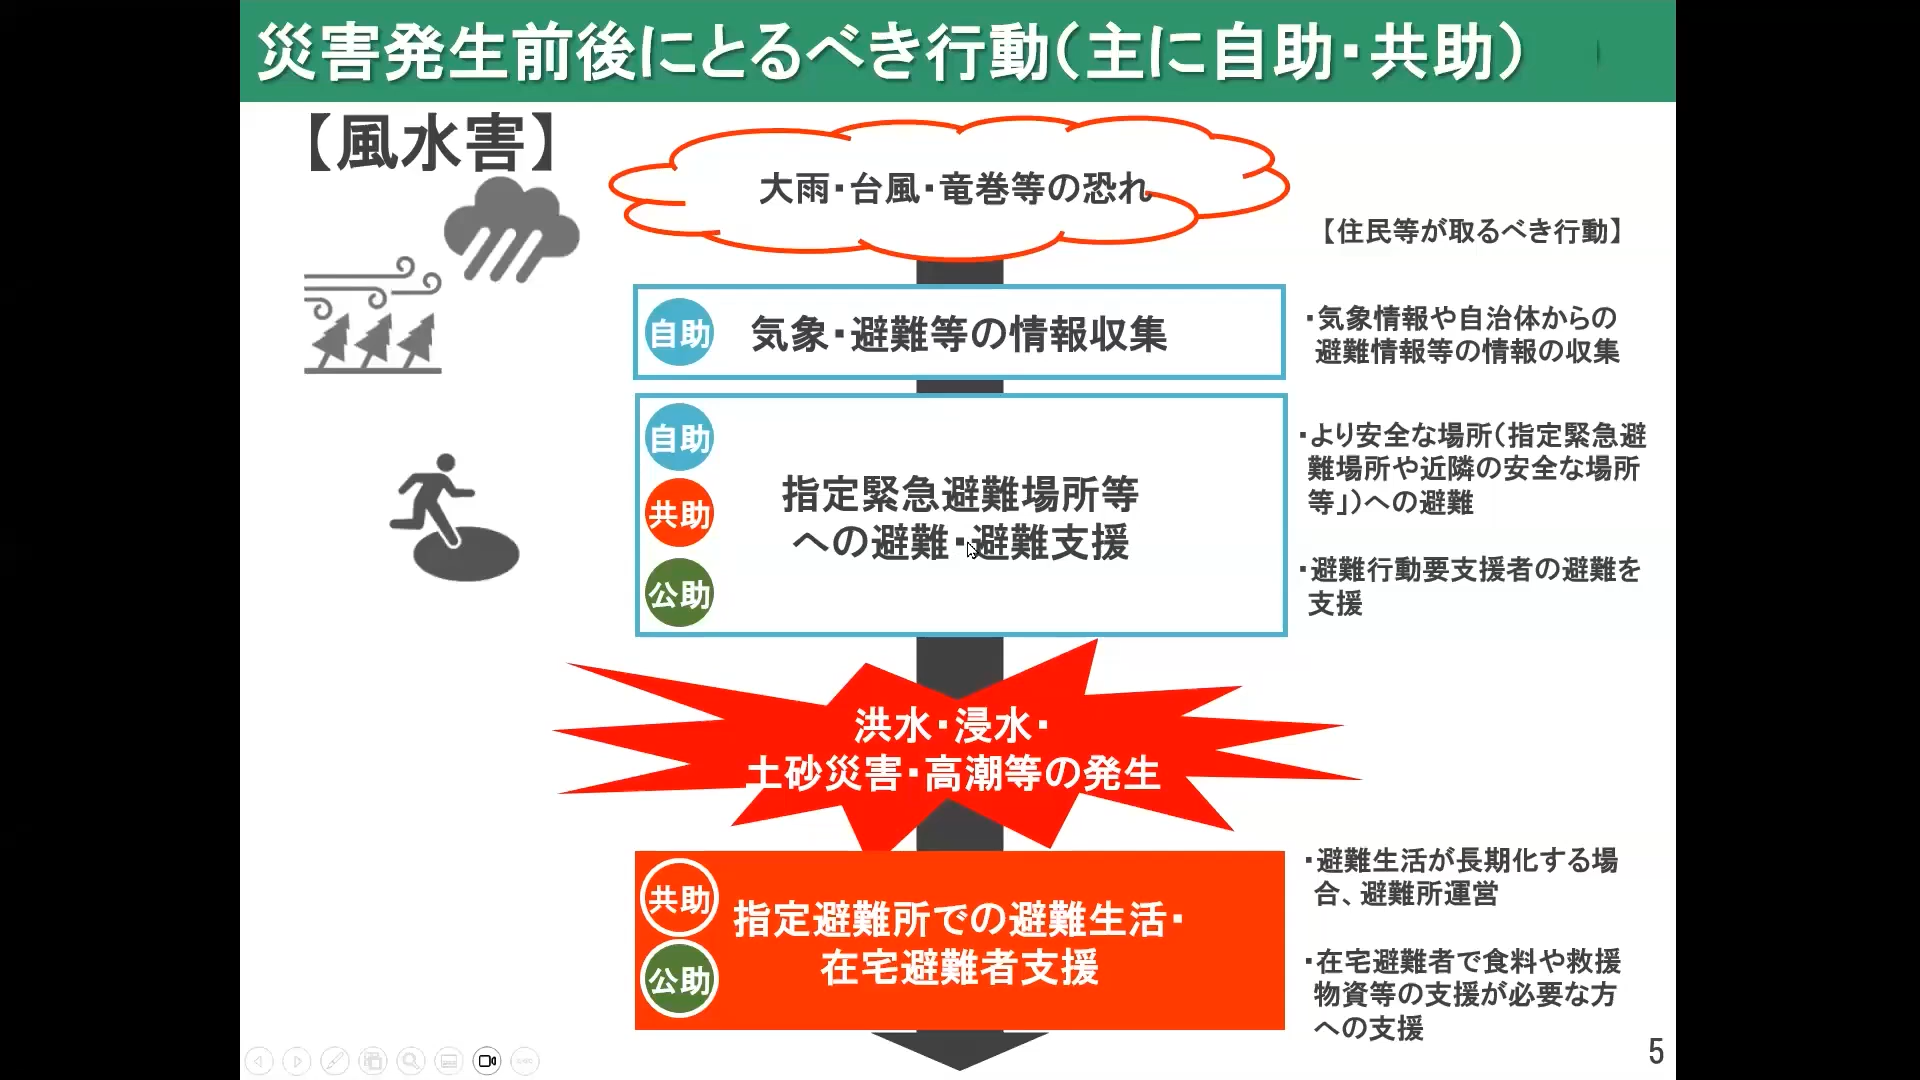 災害発生前後にとるべき行動(主に自助・共助)
【風水害】
大雨・台風・竜巻等の恐れ
【住民等が取るべき行動】
自助
気象・避難等の情報収集
・気象情報や自治体からの
避難情報等の情報の収集
自助
共助
公助
指定緊急避難場所等
への避難・避難支援
・より安全な場所(指定緊急避
難場所や近隣の安全な場所
等」)への避難
・避難行動要支援者の避難を
支援
洪水・浸水・
土砂災害・高潮等の発生
共助
公助
指定避難所での避難生活・
在宅避難者支援
・避難生活が長期化する場
合、避難所運営
・在宅避難者で食料や救援
物資等の支援が必要な方
への支援
5